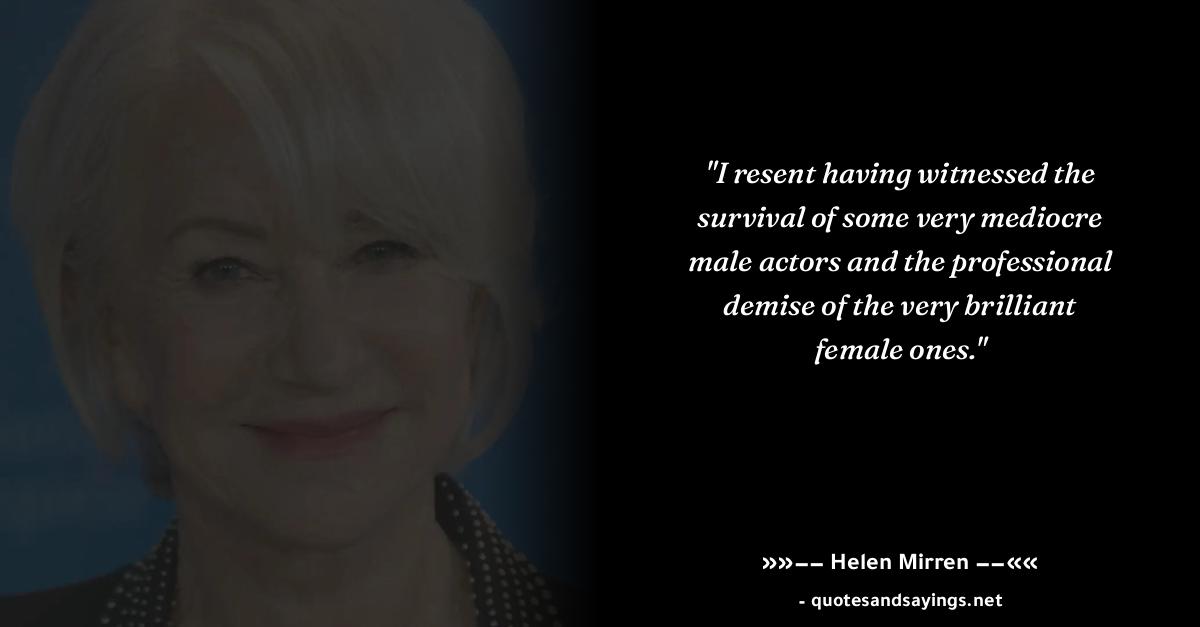 "I resent having witnessed the
survival of some very mediocre
male actors and the professional
demise of the very brilliant
female ones."
»»−− Helen Mirren −−««
- quotesandsayings.net